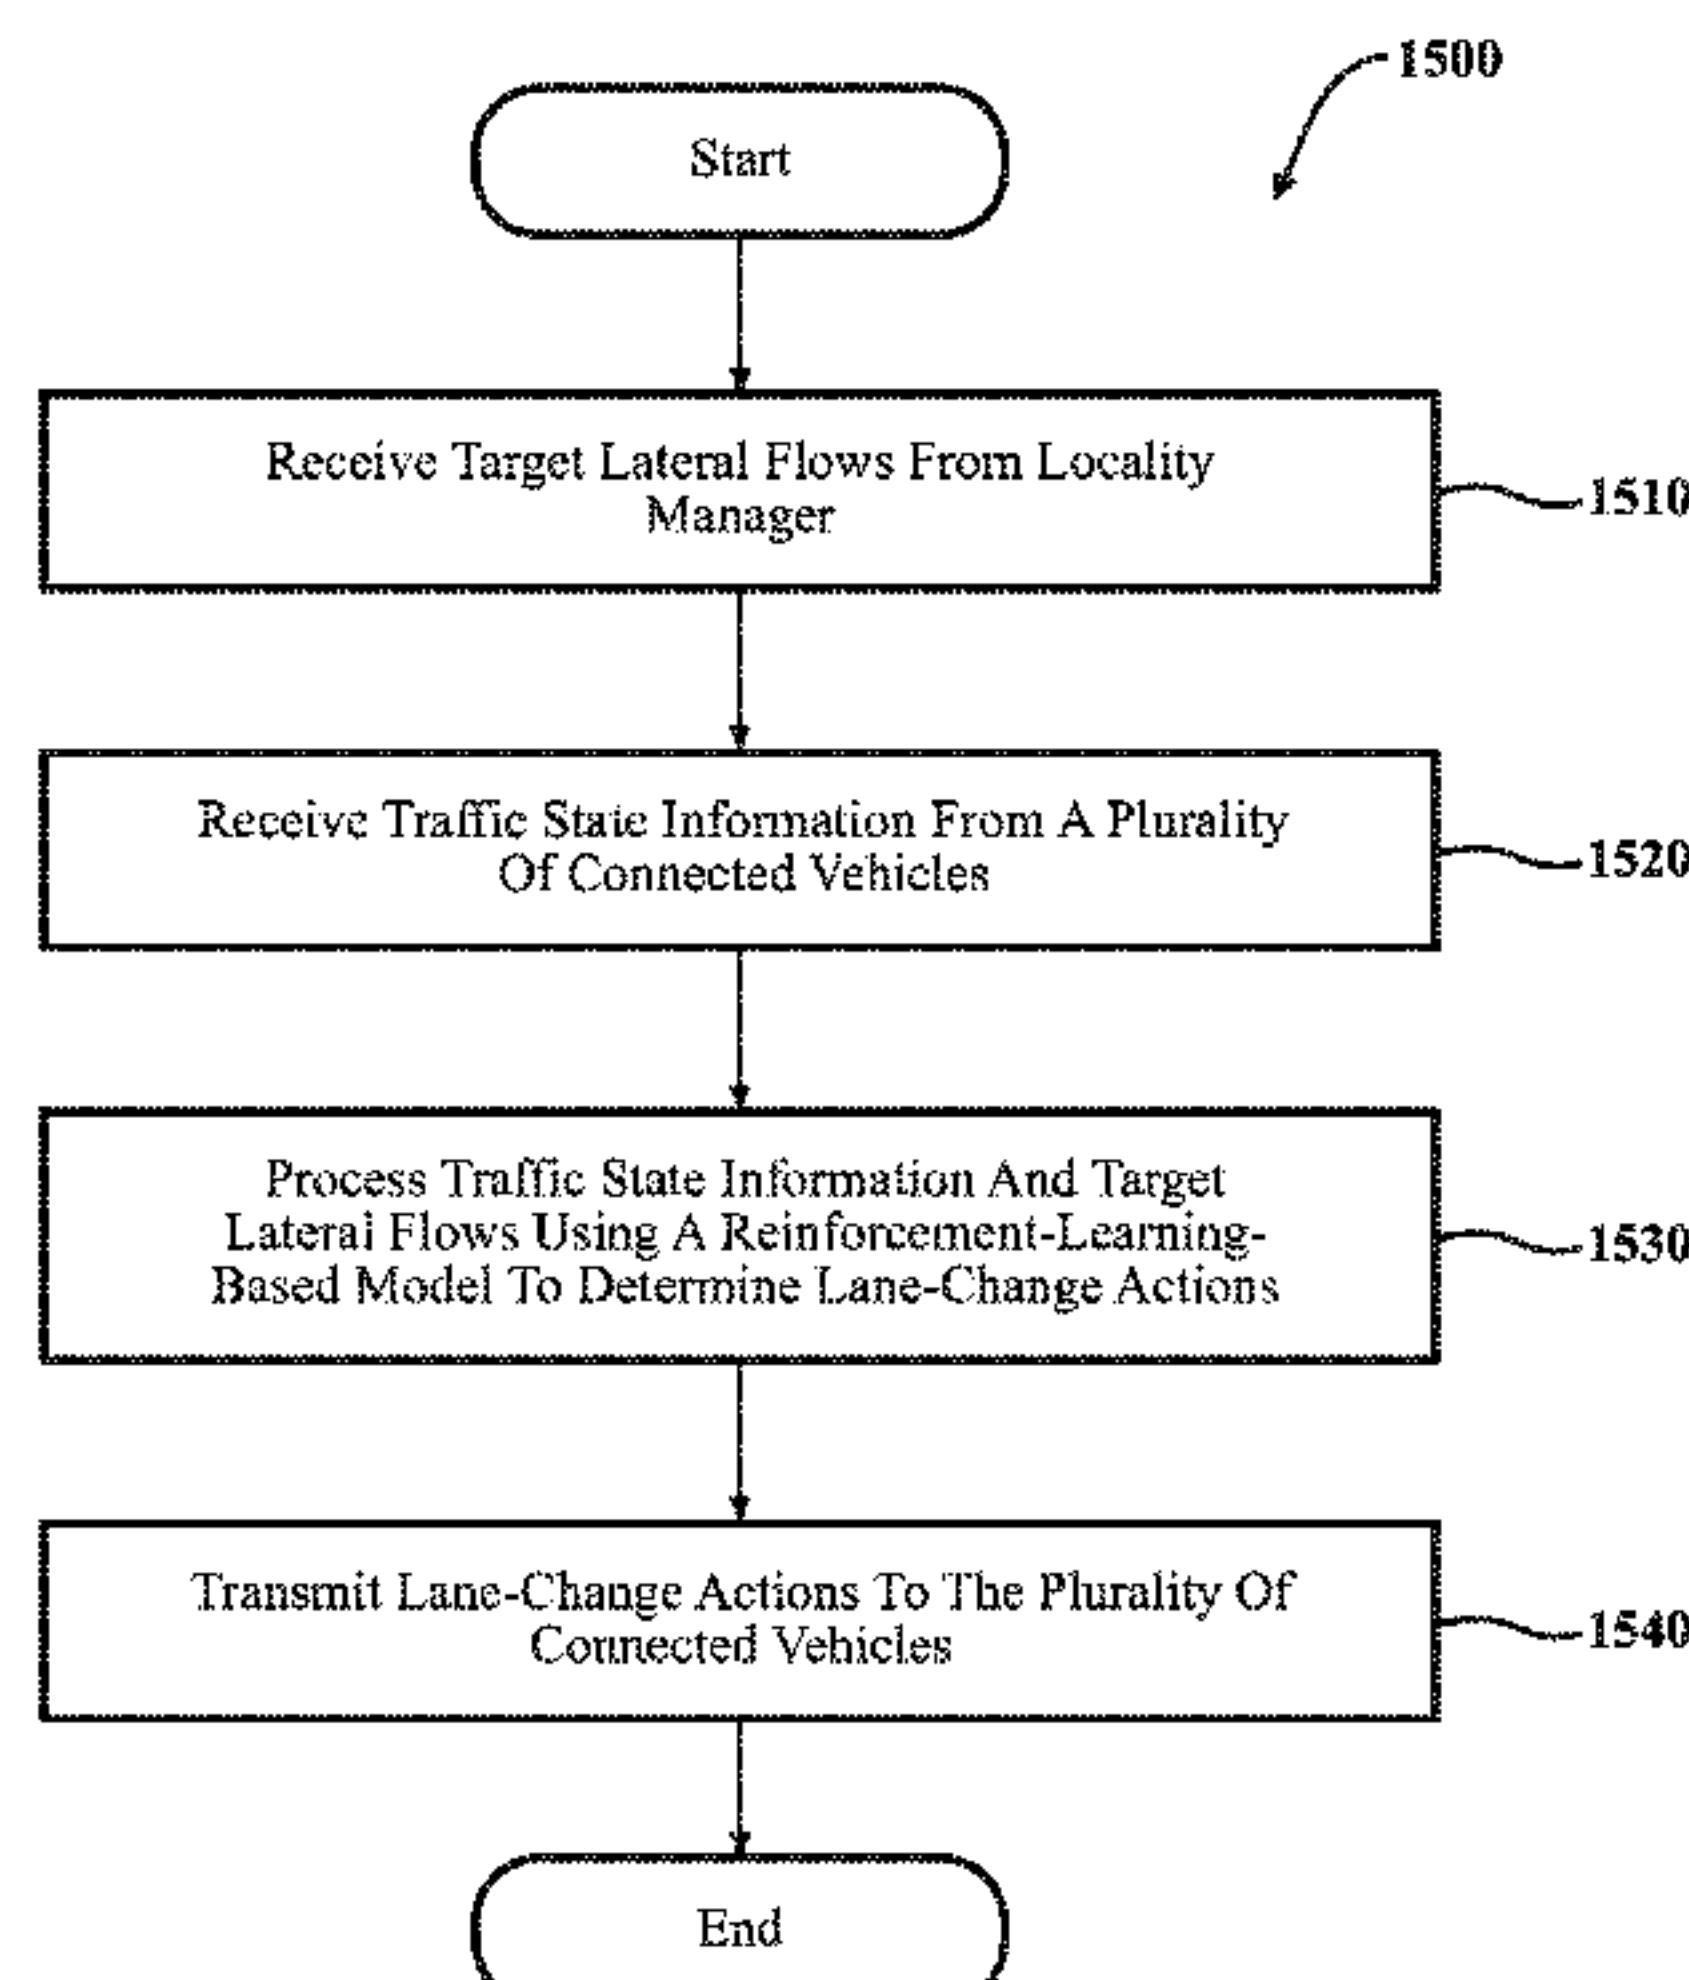 1500
Start
Receive Target Lateral Flows From Locality
Manager
1510
Receive Traffic State Information From A Plurality
Of Connected Vehicles
1520
Process Traffic State Information And Target
Lateral Flows Using A Reinforcement-Learning-
Based Model To Determine Lane-Change Actions
1530
Transmit Lane-Change Actions To The Plurality Of
Connected Vehicles
1540
End